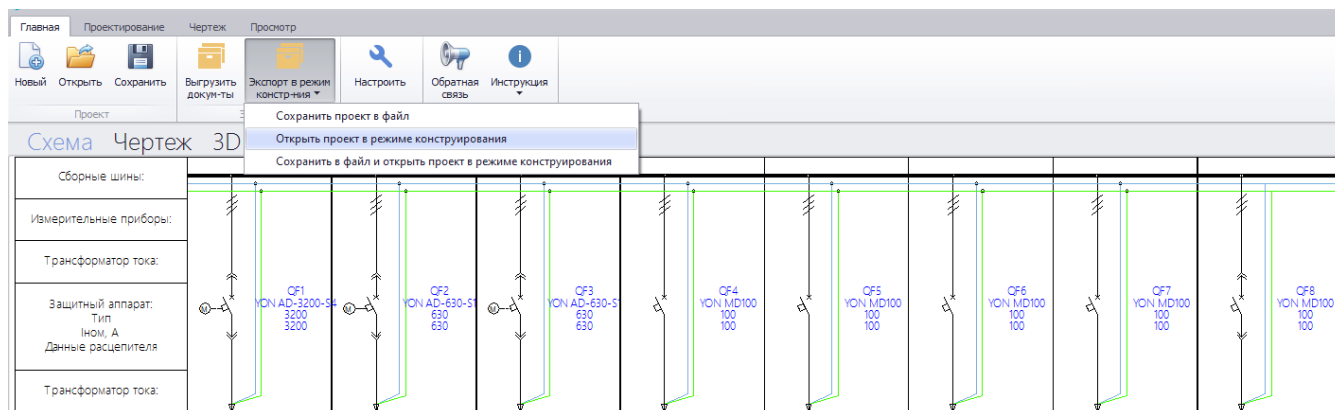 Главная Проектирование Чертеж Просмотр
Новый Открыть Сохранить Выгрузить докум-ты Экспорт в режим констр-ния Настроить Обратная связь Инструкция
Проект
Сохранить проект в файл
Открыть проект в режиме конструирования
Сохранить в файл и открыть проект в режиме конструирования
Схема Чертеж 3D
Сборные шины:
Измерительные приборы:
Трансформатор тока:
Защитный аппарат:
Тип
Iном, А
Данные расцепителя
Трансформатор тока:
M
QF1
YON AD-3200-S4
3200
3200
M
QF2
YON AD-630-S1
630
630
M
QF3
YON AD-630-S1
630
630
QF4
YON MD100
100
100
QF5
YON MD100
100
100
QF6
YON MD100
100
100
QF7
YON MD100
100
100
QF8
YON MD100
100
100